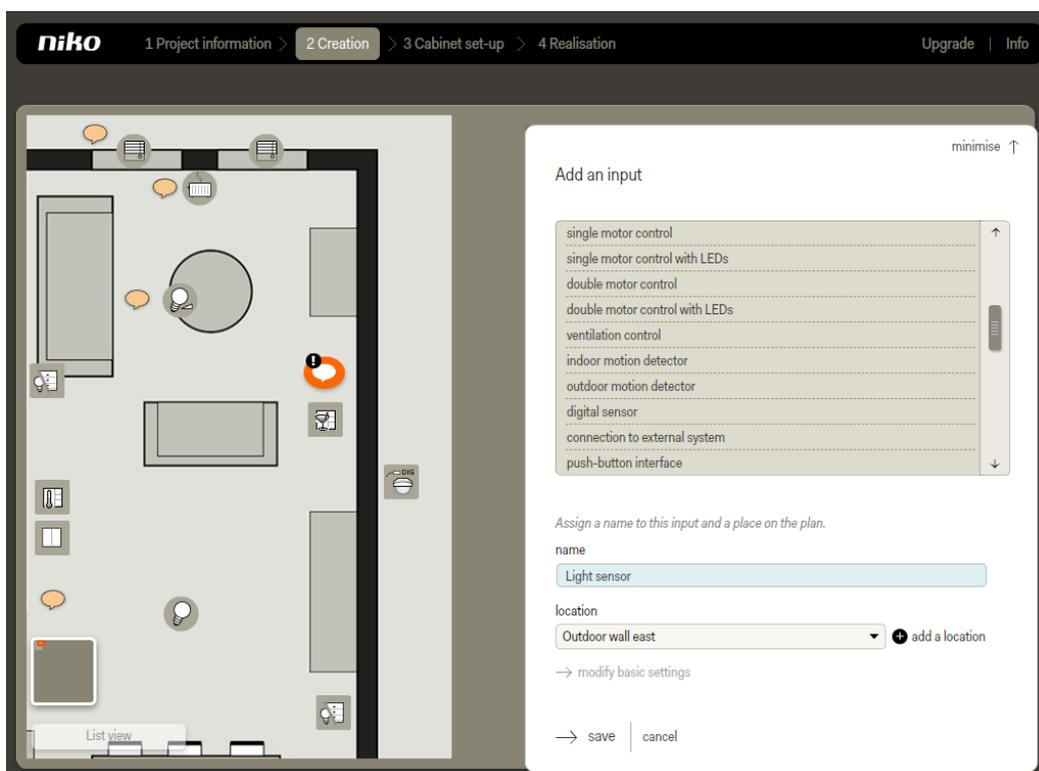 niko
1 Project information > 2 Creation > 3 Cabinet set-up > 4 Realisation
Upgrade | Info
minimise ↑
Add an input
single motor control
single motor control with LEDs
double motor control
double motor control with LEDs
ventilation control
indoor motion detector
outdoor motion detector
digital sensor
connection to external system
push-button interface
Assign a name to this input and a place on the plan.
name
Light sensor
location
Outdoor wall east
+ add a location
→ modify basic settings
→ save | cancel
!
DIG
List view